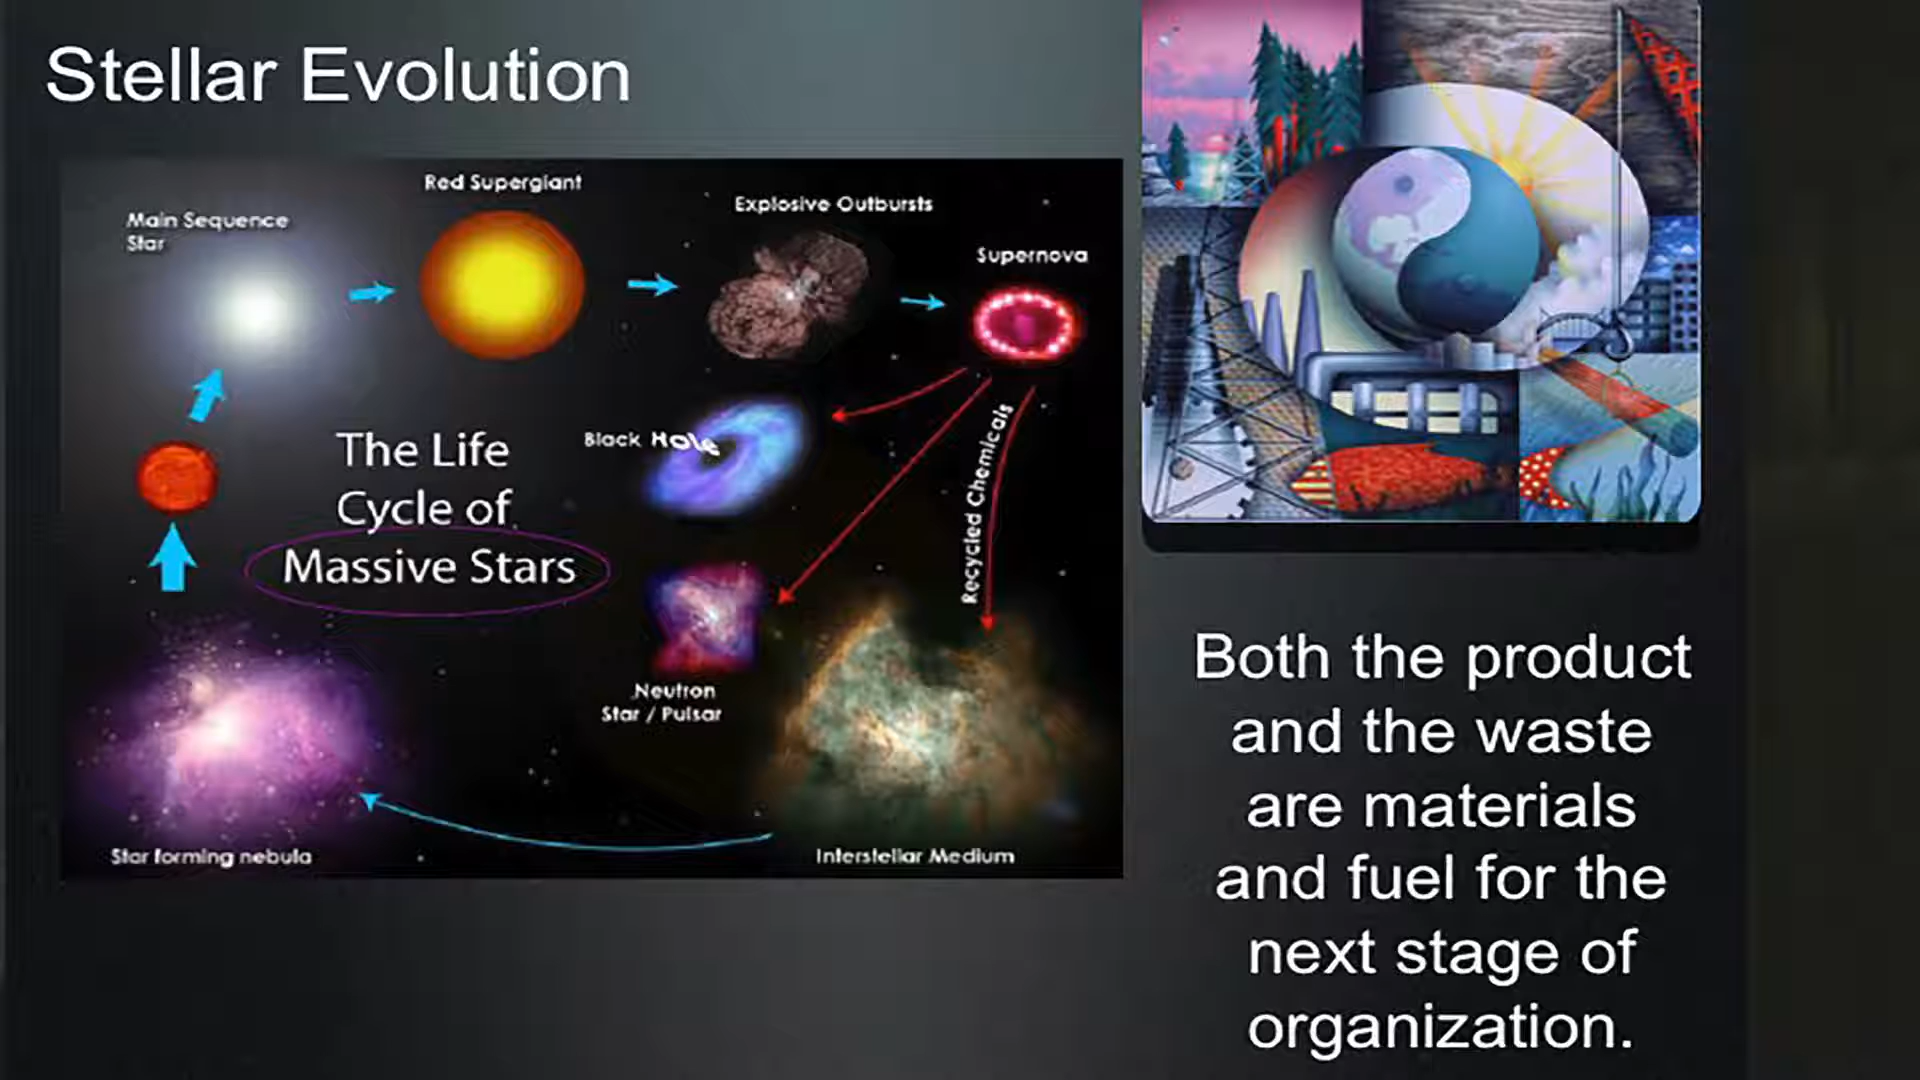 Stellar Evolution
Red Supergiant
Explosive Outbursts
Main Sequence
Star
Supernova
The Life
Cycle of
Massive Stars
Black Hole
Recycled Chemicals
Neutron
Star / Pulsar
Star forming nebula
Interstellar Medium
Both the product
and the waste
are materials
and fuel for the
next stage of
organization.